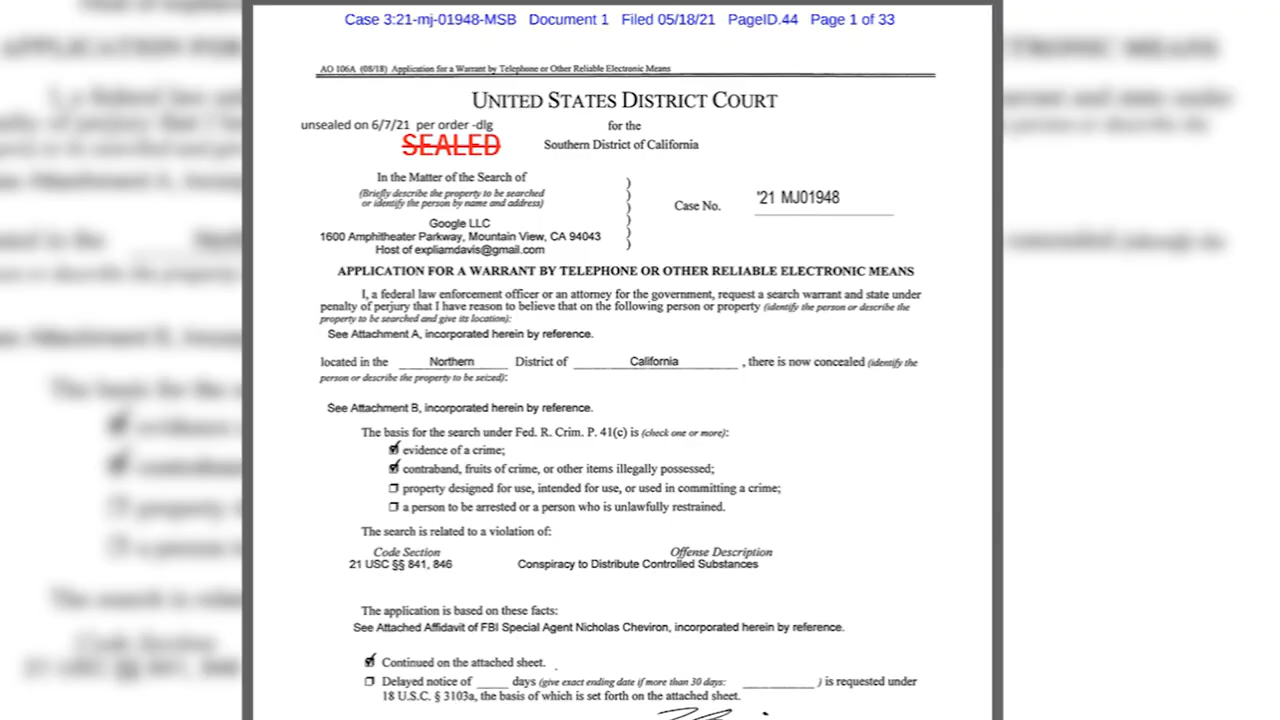 Case 3:21-mj-01948-MSB Document 1 Filed 05/18/21 PageID.44 Page 1 of 33
AO 106A (08/18) Application for a Warrant by Telephone or Other Reliable Electronic Means
UNITED STATES DISTRICT COURT
unsealed on 6/7/21 per order -dlg
for the
SEALED
Southern District of California
In the Matter of the Search of
(Briefly describe the property to be searched
or identify the person by name and address)
Case No.
'21 MJ01948
Google LLC
1600 Amphitheater Parkway, Mountain View, CA 94043
Host of expliamdavis@gmail.com
APPLICATION FOR A WARRANT BY TELEPHONE OR OTHER RELIABLE ELECTRONIC MEANS
I, a federal law enforcement officer or an attorney for the government, request a search warrant and state under
penalty of perjury that I have reason to believe that on the following person or property (identify the person or describe the
property to be searched and give its location):
See Attachment A, incorporated herein by reference.
located in the Northern District of California , there is now concealed (identify the
person or describe the property to be seized):
See Attachment B, incorporated herein by reference.
The basis for the search under Fed. R. Crim. P. 41(c) is (check one or more):
evidence of a crime;
contraband, fruits of crime, or other items illegally possessed;
property designed for use, intended for use, or used in committing a crime;
a person to be arrested or a person who is unlawfully restrained.
The search is related to a violation of:
Code Section Offense Description
21 USC §§ 841, 846 Conspiracy to Distribute Controlled Substances
The application is based on these facts:
See Attached Affidavit of FBI Special Agent Nicholas Cheviron, incorporated herein by reference.
Continued on the attached sheet.
Delayed notice of _____ days (give exact ending date if more than 30 days: __________ ) is requested under
18 U.S.C. § 3103a, the basis of which is set forth on the attached sheet.